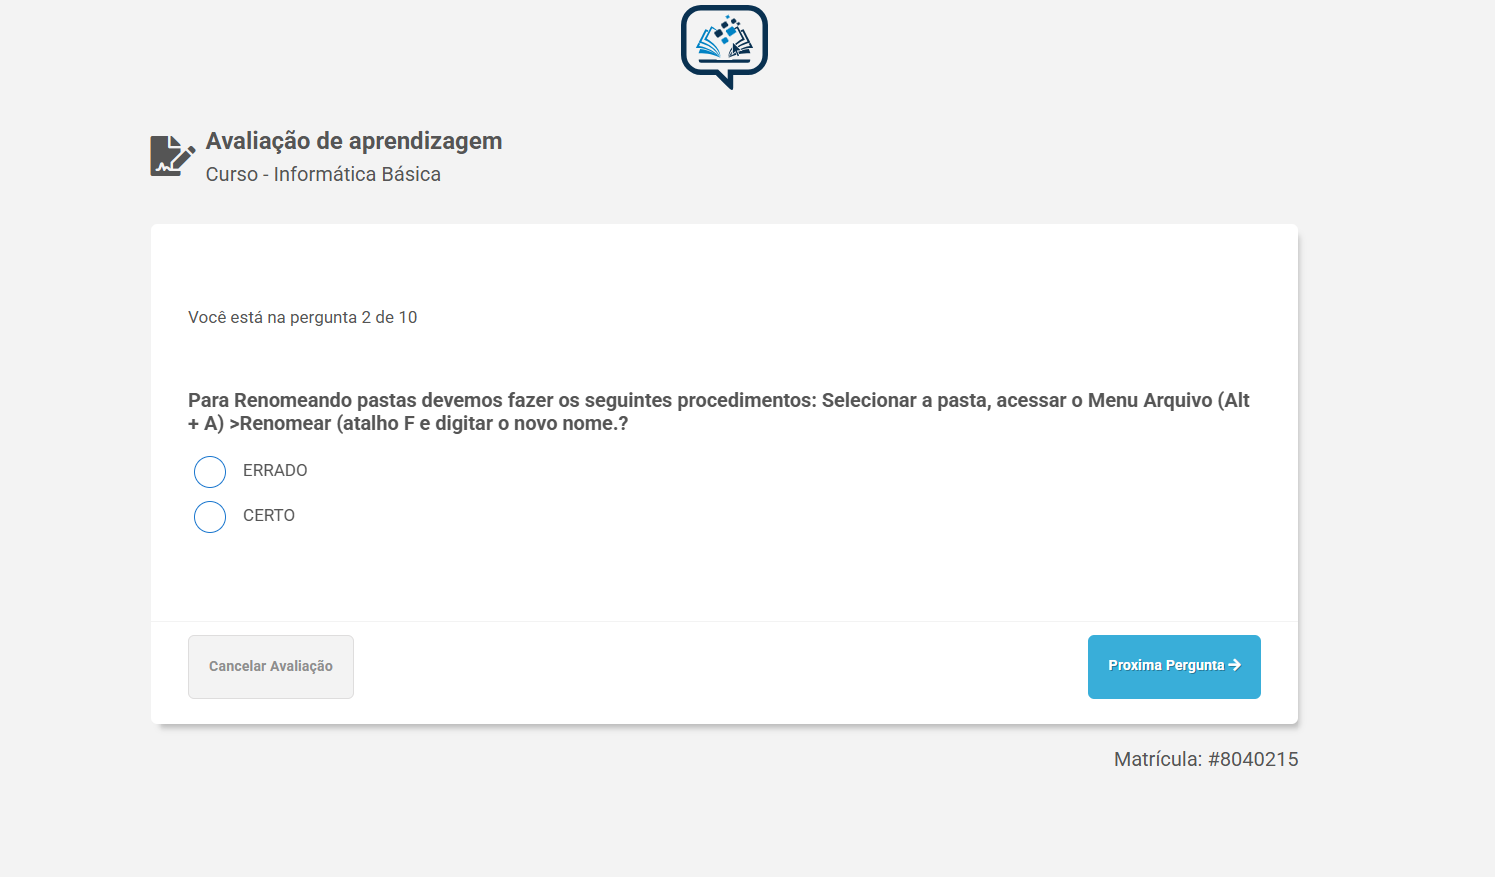 Avaliação de aprendizagem
Curso - Informática Básica
Você está na pergunta 2 de 10
Para Renomeando pastas devemos fazer os seguintes procedimentos: Selecionar a pasta, acessar o Menu Arquivo (Alt
+ A) >Renomear (atalho F e digitar o novo nome.?
ERRADO
CERTO
Cancelar Avaliação
Proxima Pergunta
Matrícula: #8040215